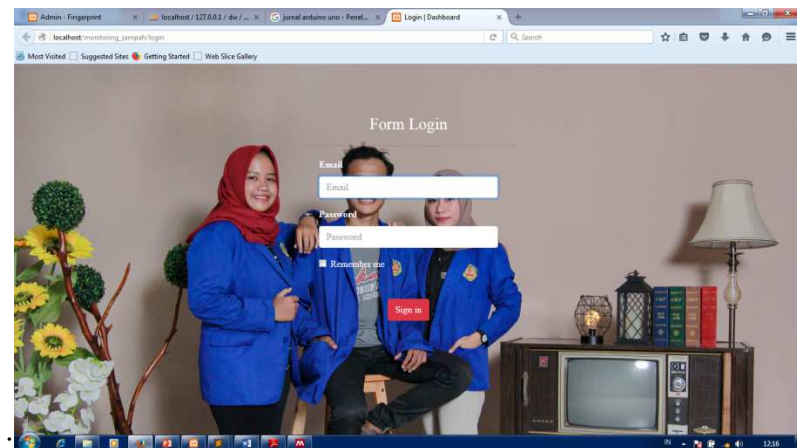 Admin - Fingerprint
localhost / 127.0.0.1 / dw / ...
jurnal arduino uno - Penel...
Login | Dashboard
localhost/monitoring_sampah/login
Search
Most Visited
Suggested Sites
Getting Started
Web Slice Gallery
Form Login
Email
Email
Password
Password
Remember me
Sign in
IN
12:16